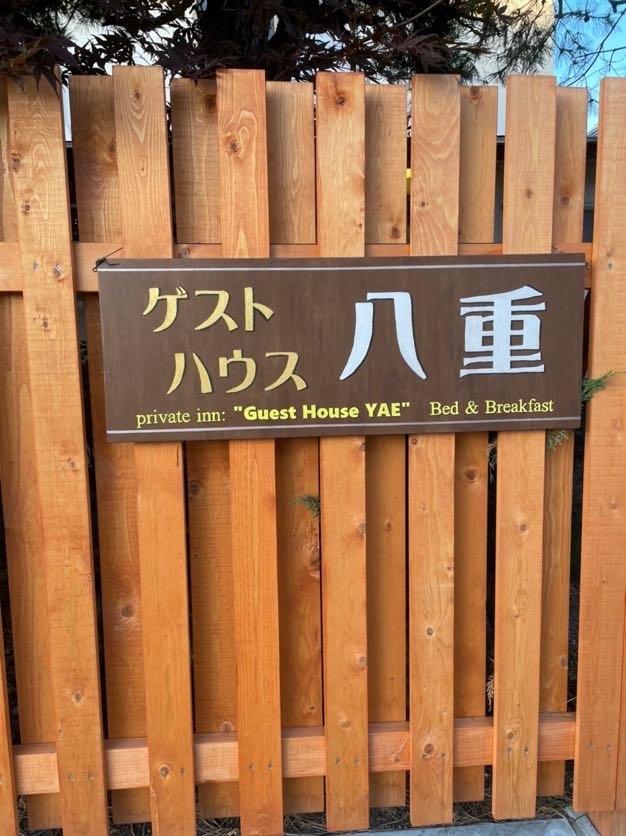 ゲスト
ハウス
八重
private inn: "Guest House YAE" Bed & Breakfast